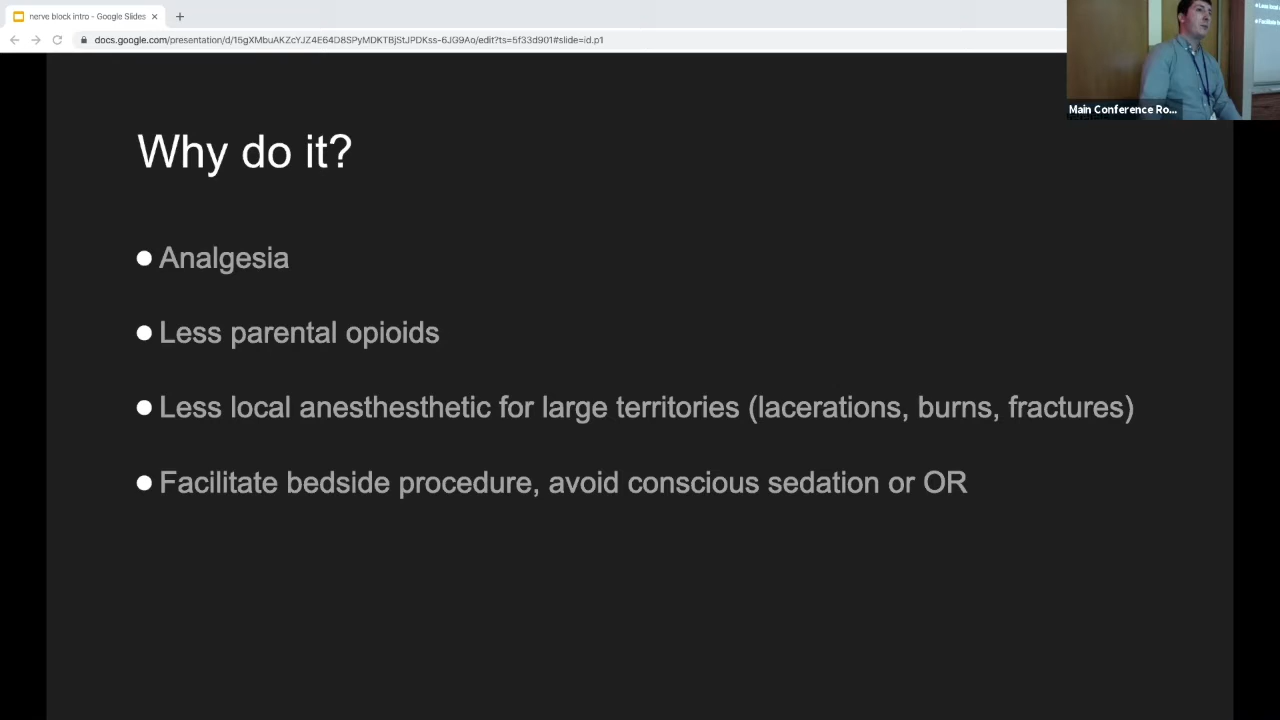 nerve block intro - Google Slides
docs.google.com/presentation/d/15gXMbuAKZcYJZ4E64D8SPyMDKTBjStJPDKss-6JG9Ao/edit?ts=5f33d901#slide=id.p1
Main Conference Ro...
Why do it?
Analgesia
Less parental opioids
Less local anesthesthetic for large territories (lacerations, burns, fractures)
Facilitate bedside procedure, avoid conscious sedation or OR